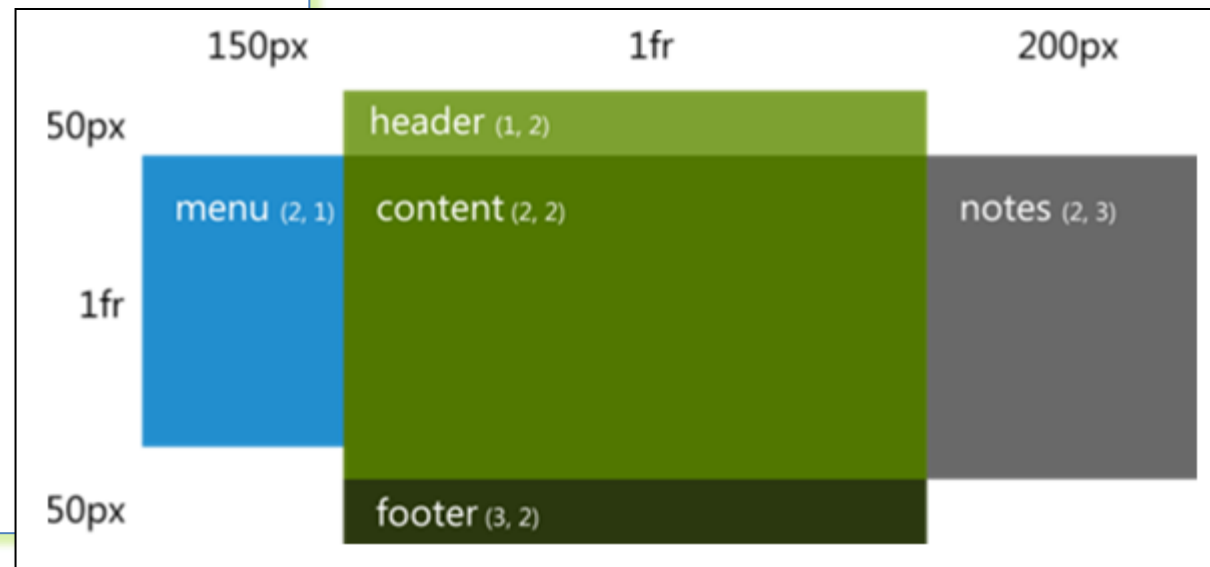 150px 1fr 200px
50px header (1, 2)
menu (2, 1) content (2, 2) notes (2, 3)
1fr
50px footer (3, 2)